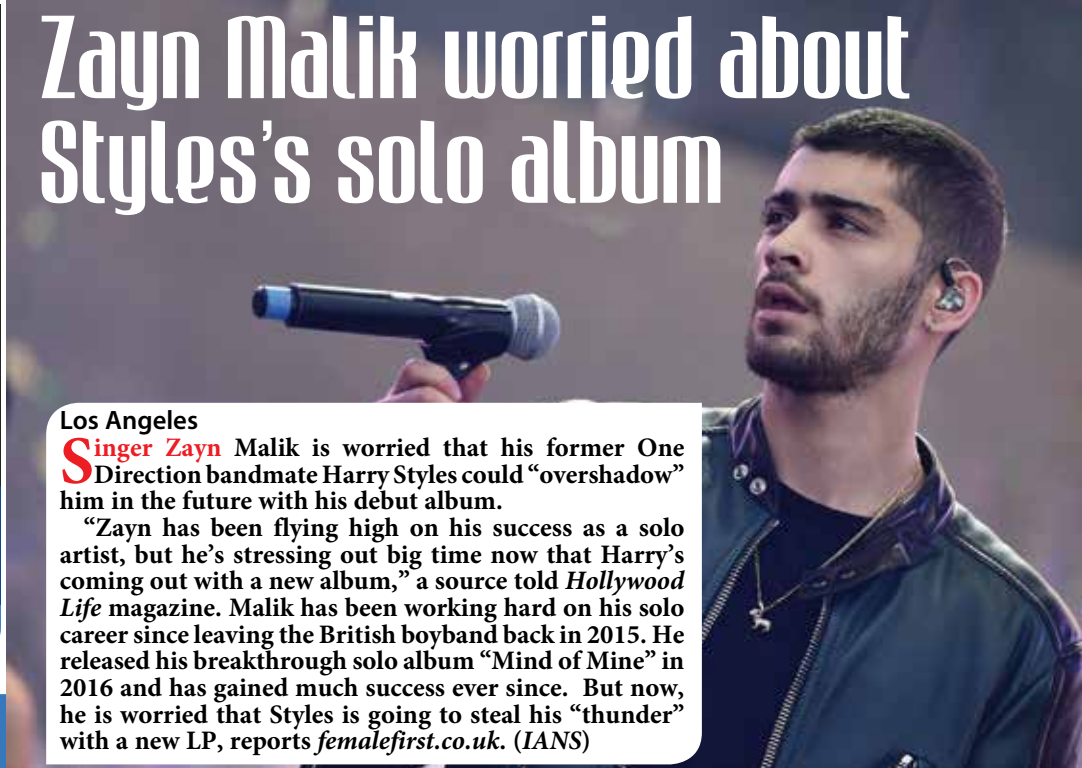 Zayn Malik worried about
Styles's solo album
Los Angeles
Singer Zayn Malik is worried that his former One
Direction bandmate Harry Styles could “overshadow”
him in the future with his debut album.
“Zayn has been flying high on his success as a solo
artist, but he’s stressing out big time now that Harry’s
coming out with a new album,” a source told Hollywood
Life magazine. Malik has been working hard on his solo
career since leaving the British boyband back in 2015. He
released his breakthrough solo album “Mind of Mine” in
2016 and has gained much success ever since. But now,
he is worried that Styles is going to steal his “thunder”
with a new LP, reports femalefirst.co.uk. (IANS)